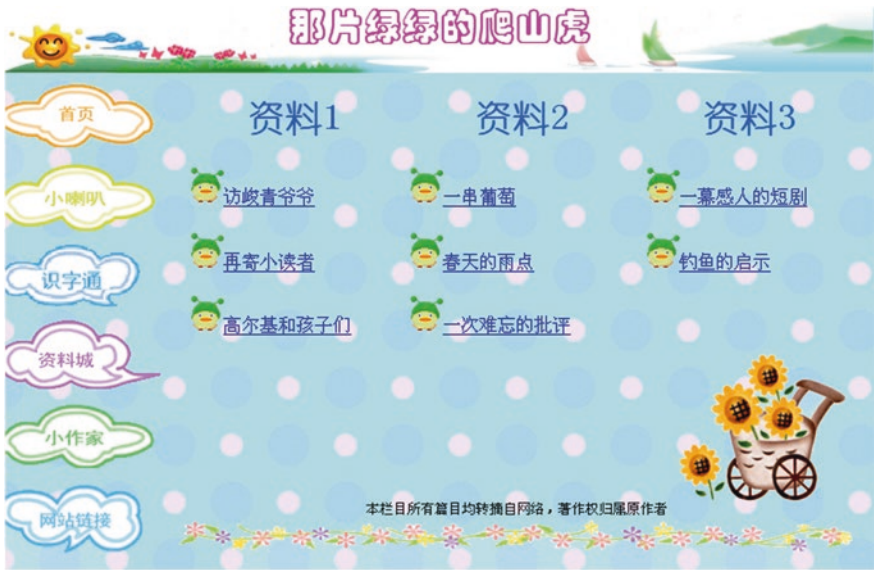 那片绿绿的爬山虎
首页
小喇叭
识字通
资料城
小作家
网站链接
资料1
访峻青爷爷
再寄小读者
高尔基和孩子们
资料2
一串葡萄
春天的雨点
一次难忘的批评
资料3
一幕感人的短剧
钓鱼的启示
本栏目所有篇目均转摘自网络，著作权归属原作者